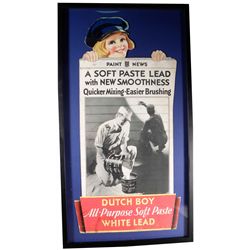 PAINT NEWS
A SOFT PASTE LEAD
with NEW SMOOTHNESS
Quicker Mixing-Easier Brushing
DUTCH BOY
All-Purpose Soft Paste
WHITE LEAD